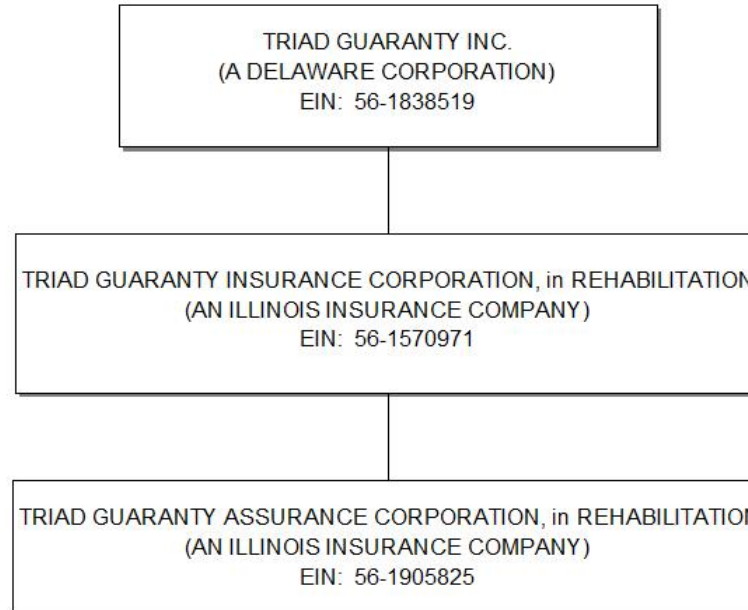 TRIAD GUARANTY INC.
(A DELAWARE CORPORATION)
EIN: 56-1838519
TRIAD GUARANTY INSURANCE CORPORATION, in REHABILITATION
(AN ILLINOIS INSURANCE COMPANY)
EIN: 56-1570971
TRIAD GUARANTY ASSURANCE CORPORATION, in REHABILITATION
(AN ILLINOIS INSURANCE COMPANY)
EIN: 56-1905825